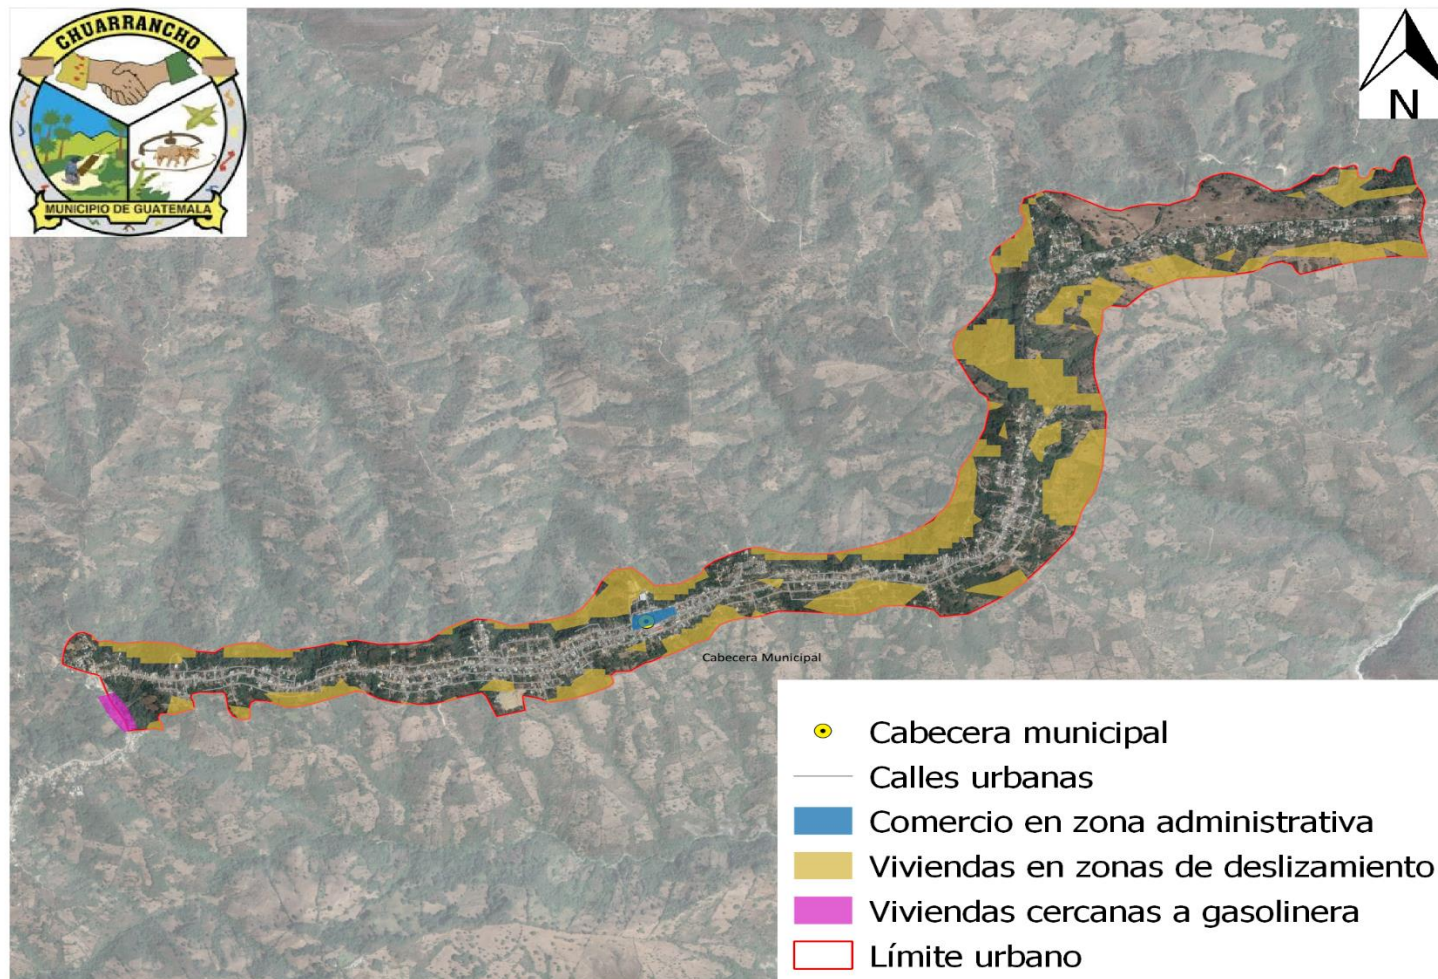 CHUARRANCHO
MUNICIPIO DE GUATEMALA
N
Cabecera Municipal
Cabecera municipal
Calles urbanas
Comercio en zona administrativa
Viviendas en zonas de deslizamiento
Viviendas cercanas a gasolinera
Límite urbano